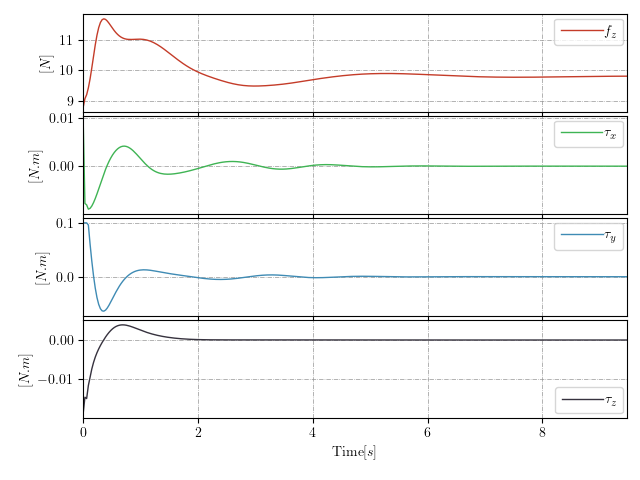 11
10
9
[N]
f_z
0.01
0.00
[N.m]
τ_x
0.1
0.0
[N.m]
τ_y
0.00
−0.01
[N.m]
τ_z
0 2 4 6 8
Time[s]